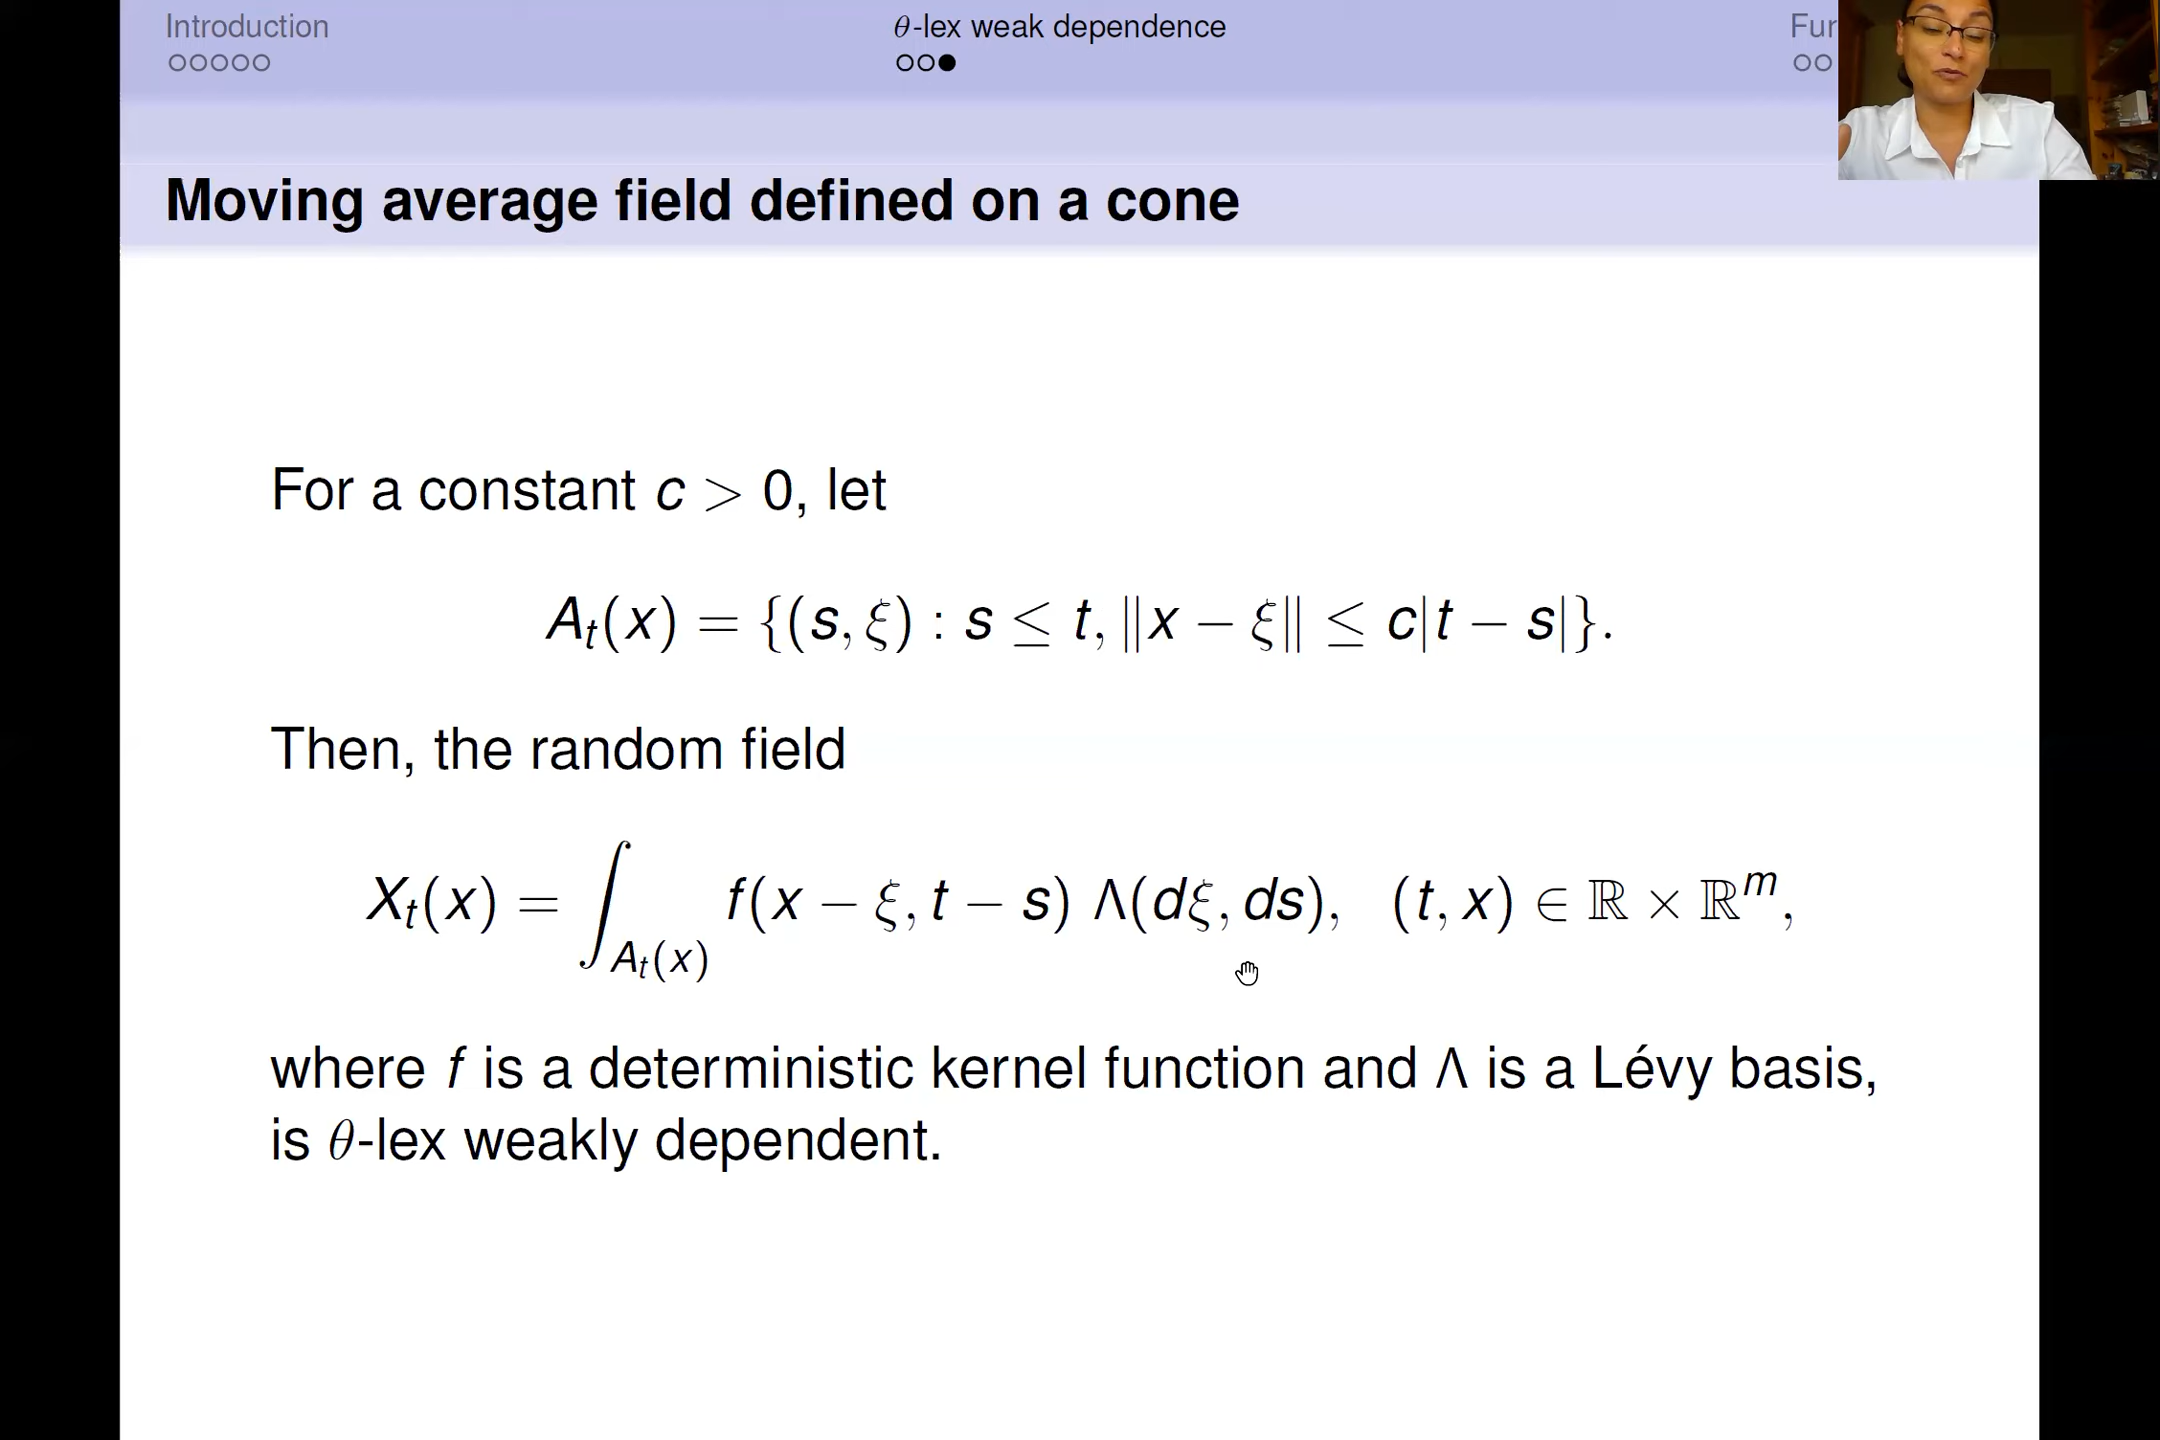 Introduction
θ-lex weak dependence
Moving average field defined on a cone
For a constant c > 0, let
A_t(x) = {(s, ξ) : s ≤ t, ‖x − ξ‖ ≤ c|t − s|}.
Then, the random field
X_t(x) = ∫_{A_t(x)} f(x − ξ, t − s) Λ(dξ, ds), (t, x) ∈ ℝ × ℝ^m,
where f is a deterministic kernel function and Λ is a Lévy basis,
is θ-lex weakly dependent.